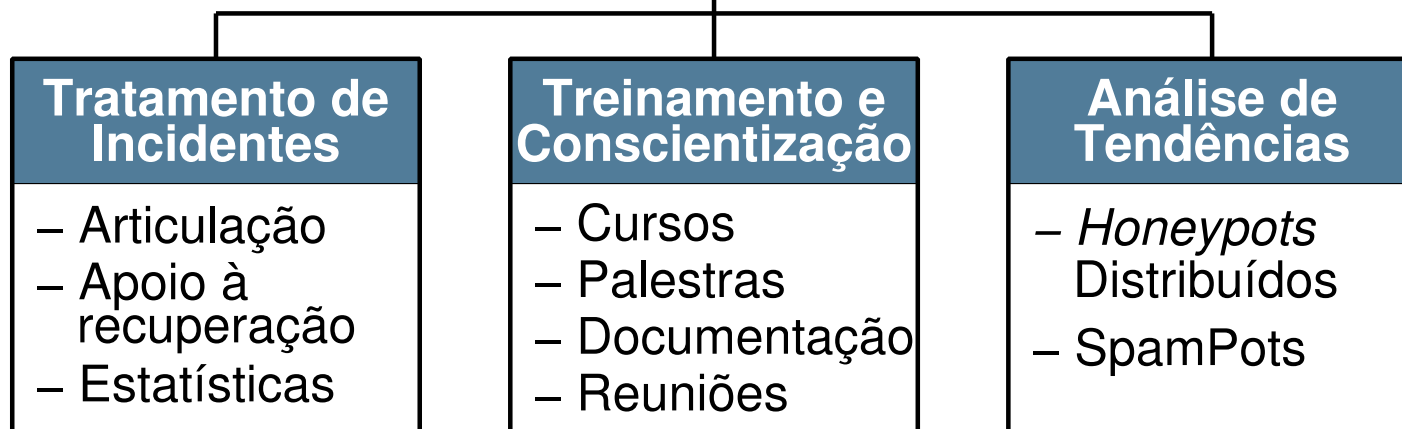 Tratamento de
Incidentes
– Articulação
– Apoio à
recuperação
– Estatísticas
Treinamento e
Conscientização
– Cursos
– Palestras
– Documentação
– Reuniões
Análise de
Tendências
– Honeypots
Distribuídos
– SpamPots